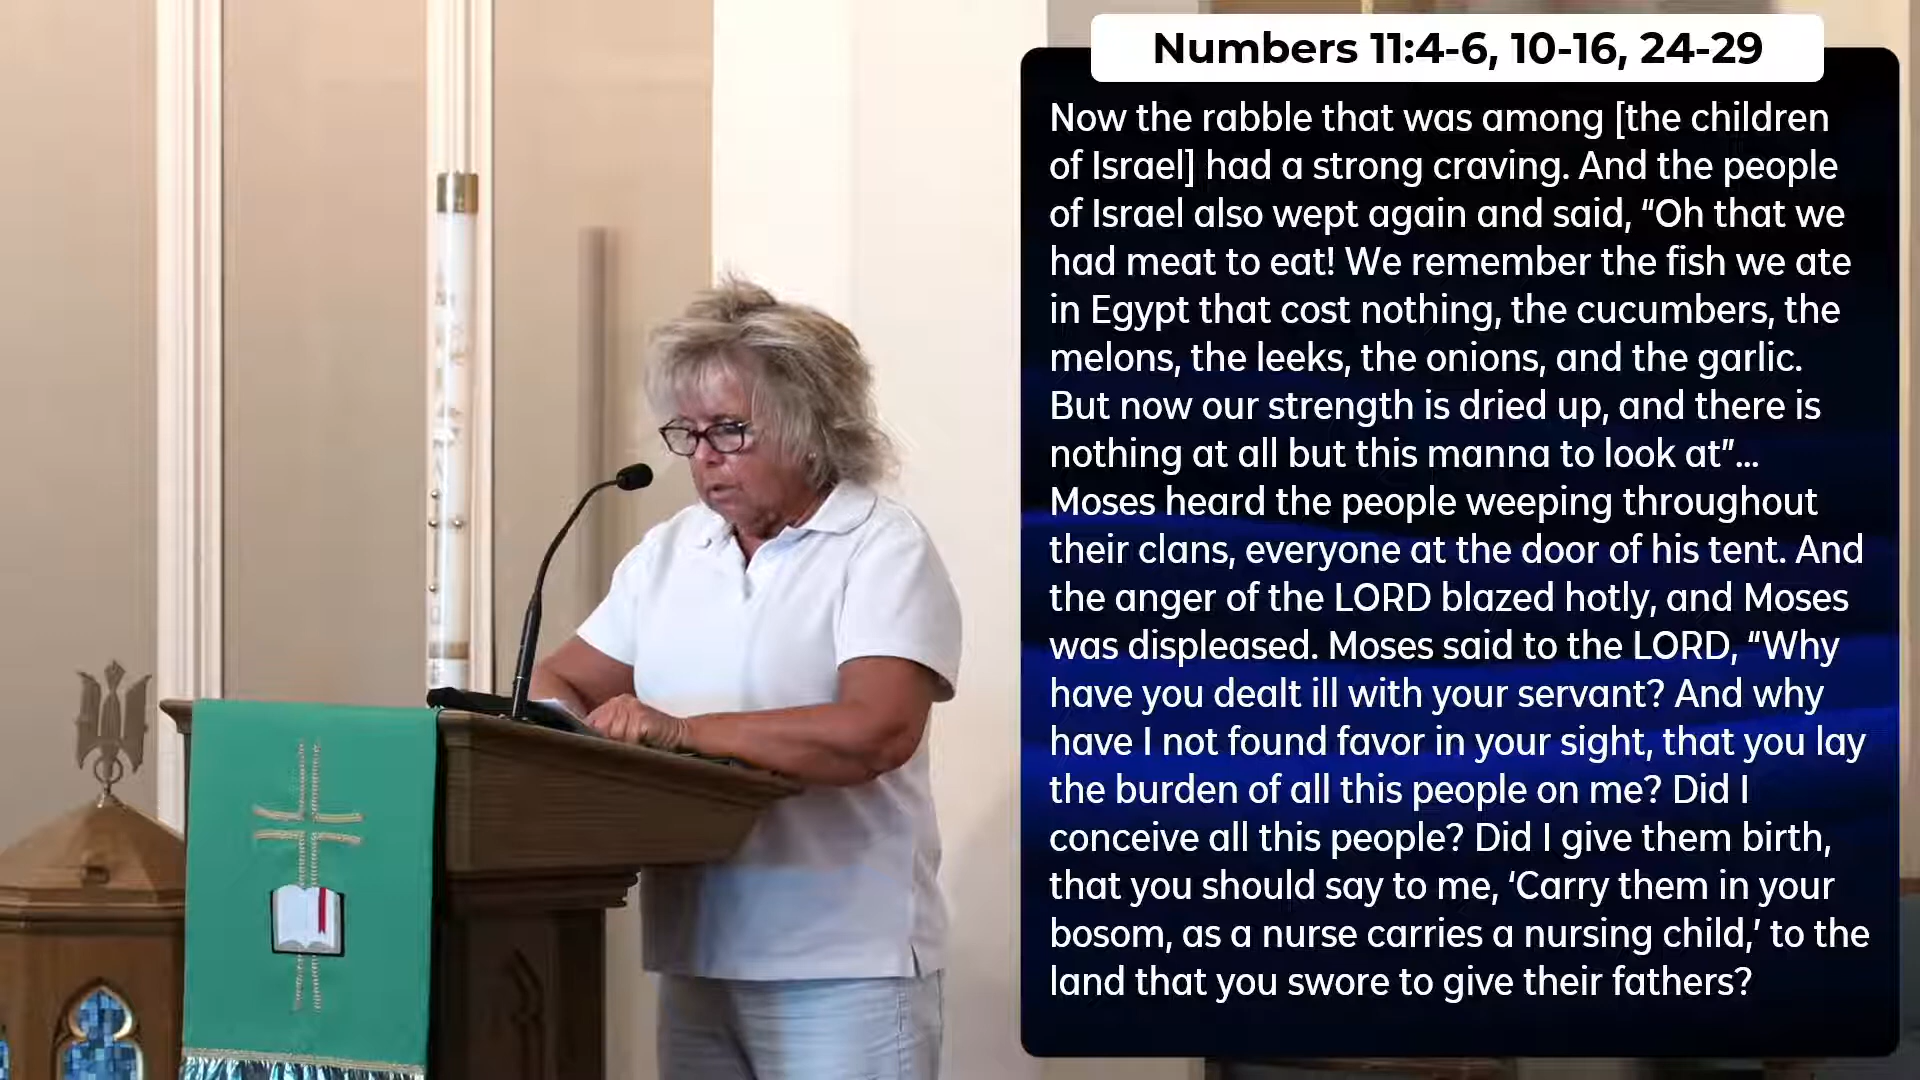 Numbers 11:4-6, 10-16, 24-29
Now the rabble that was among [the children
of Israel] had a strong craving. And the people
of Israel also wept again and said, “Oh that we
had meat to eat! We remember the fish we ate
in Egypt that cost nothing, the cucumbers, the
melons, the leeks, the onions, and the garlic.
But now our strength is dried up, and there is
nothing at all but this manna to look at”...
Moses heard the people weeping throughout
their clans, everyone at the door of his tent. And
the anger of the LORD blazed hotly, and Moses
was displeased. Moses said to the LORD, “Why
have you dealt ill with your servant? And why
have I not found favor in your sight, that you lay
the burden of all this people on me? Did I
conceive all this people? Did I give them birth,
that you should say to me, ‘Carry them in your
bosom, as a nurse carries a nursing child,’ to the
land that you swore to give their fathers?